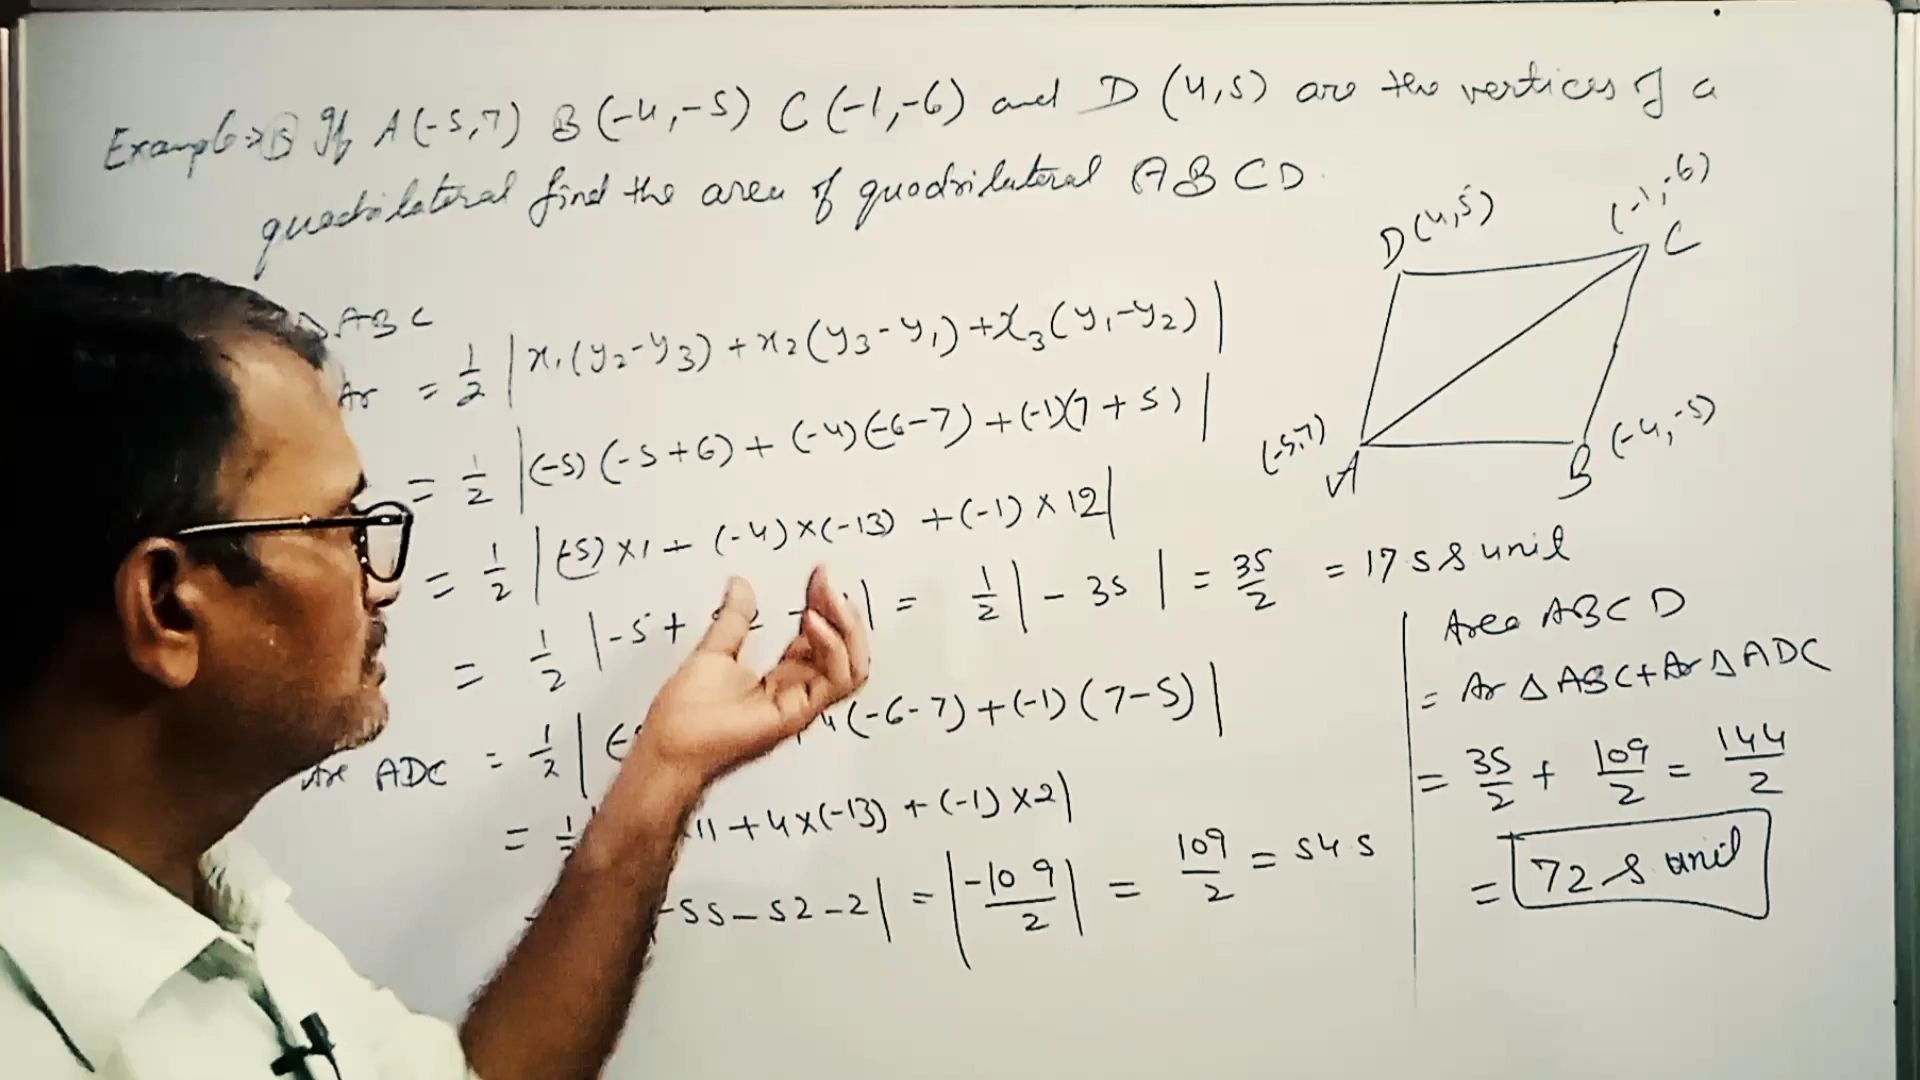 Example ⇒ If A(-5,7) B(-4,-5) C(-1,-6) and D(4,5) are the vertices of a
quadrilateral find the area of quadrilateral ABCD.
D(4,5)
(-1,-6)
C
(-5,7)
A
B
(-4,-5)
△ABC
Ar = 1/2 |x₁(y₂-y₃) + x₂(y₃-y₁) + x₃(y₁-y₂)|
= 1/2 |(-5)(-5+6) + (-4)(-6-7) + (-1)(7+5)|
= 1/2 |(-5)×1 + (-4)×(-13) + (-1)×12|
= 1/2 |-5+ | = 1/2 |-35| = 35/2 = 17.5 S unit
Ar ADC = 1/2 | 4(-6-7) + (-1)(7-5)|
= 11 + 4×(-13) + (-1)×2|
-55-52-2| = |-109/2| = 109/2 = 54.5
Area ABCD
= Ar △ABC + Ar △ADC
= 35/2 + 109/2 = 144/2
= 72 S unit